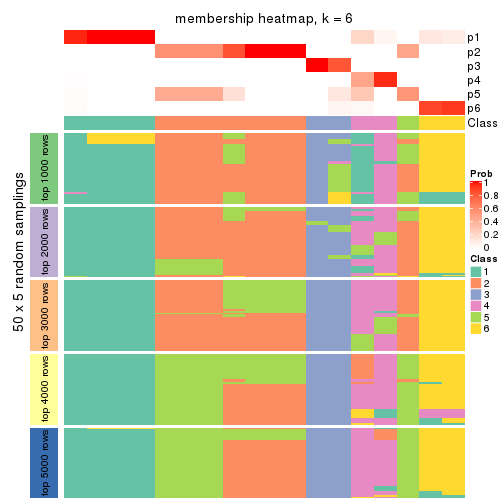 membership heatmap, k = 6
p1
p2
p3
p4
p5
p6
Class
50 x 5 random samplings
top 1000 rows
top 2000 rows
top 3000 rows
top 4000 rows
top 5000 rows
Prob
1
0.8
0.6
0.4
0.2
0
Class
1
2
3
4
5
6